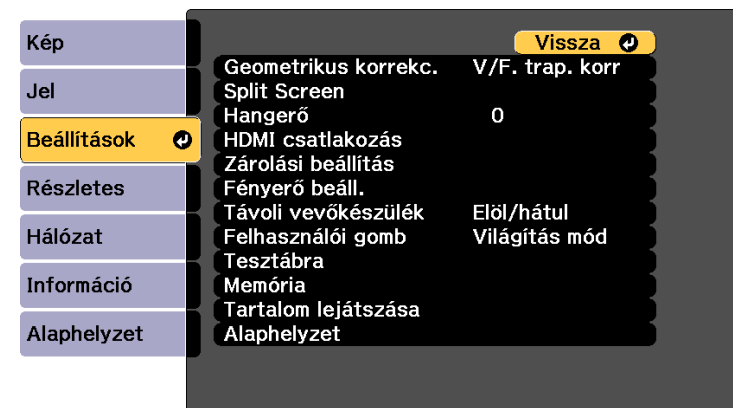 Kép
Jel
Beállítások
Részletes
Hálózat
Információ
Alaphelyzet
Vissza
Geometrikus korrekc. V/F. trap. korr
Split Screen
Hangerő 0
HDMI csatlakozás
Zárolási beállítás
Fényerő beáll.
Távoli vevőkészülék Elöl/hátul
Felhasználói gomb Világítás mód
Tesztábra
Memória
Tartalom lejátszása
Alaphelyzet